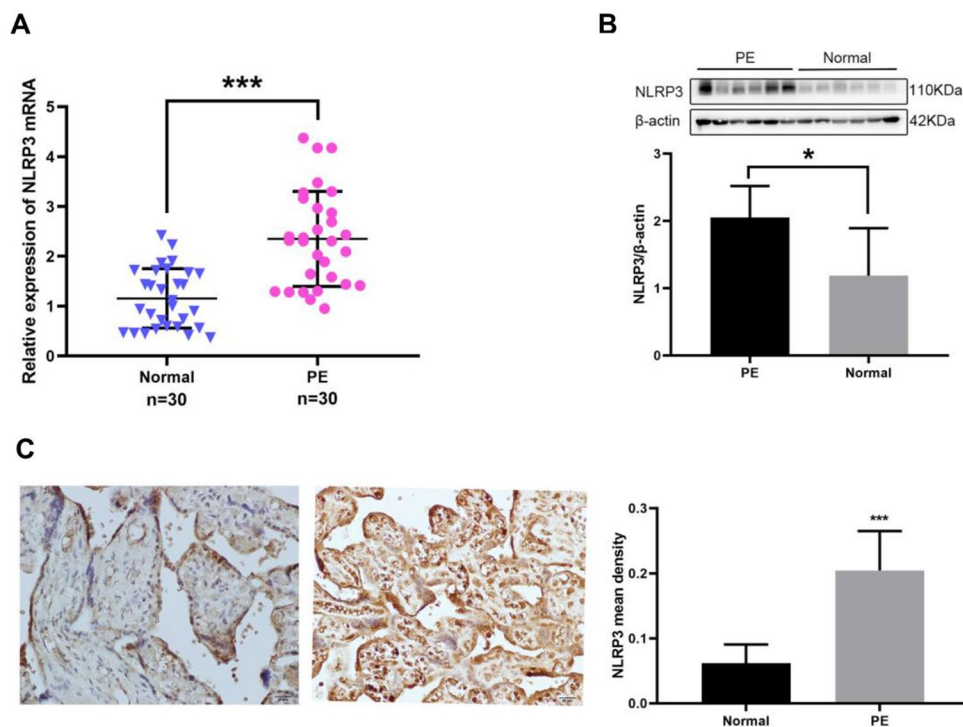 A
***
Relative expression of NLRP3 mRNA
5
4
3
2
1
0
Normal
n=30
PE
n=30
B
PE Normal
NLRP3 110KDa
β-actin 42KDa
*
NLRP3/β-actin
3
2
1
0
PE Normal
C
***
NLRP3 mean density
0.3
0.2
0.1
0.0
Normal PE